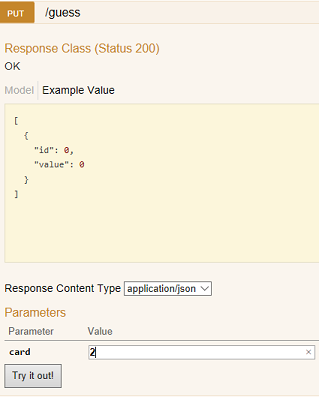 PUT /guess
Response Class (Status 200)
OK
Model Example Value
[
{
"id": 0,
"value": 0
}
]
Response Content Type application/json
Parameters
Parameter Value
card 2 ×
Try it out!